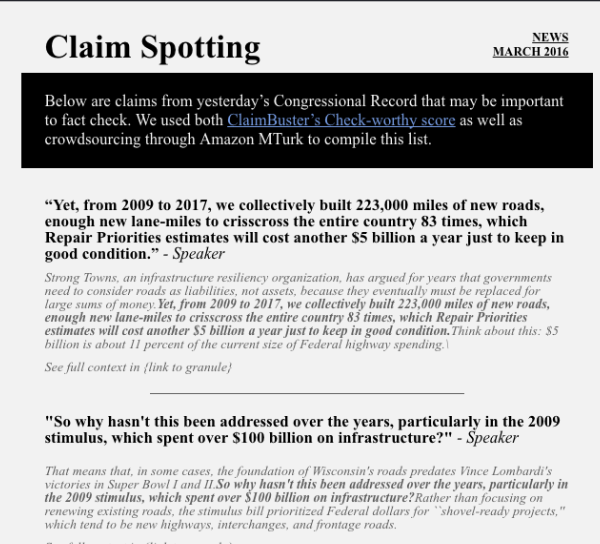 Claim Spotting
NEWS
MARCH 2016
Below are claims from yesterday’s Congressional Record that may be important
to fact check. We used both ClaimBuster’s Check-worthy score as well as
crowdsourcing through Amazon MTurk to compile this list.
“Yet, from 2009 to 2017, we collectively built 223,000 miles of new roads,
enough new lane-miles to crisscross the entire country 83 times, which
Repair Priorities estimates will cost another $5 billion a year just to keep in
good condition.” - Speaker
Strong Towns, an infrastructure resiliency organization, has argued for years that governments
need to consider roads as liabilities, not assets, because they eventually must be replaced for
large sums of money.Yet, from 2009 to 2017, we collectively built 223,000 miles of new roads,
enough new lane-miles to crisscross the entire country 83 times, which Repair Priorities
estimates will cost another $5 billion a year just to keep in good condition.Think about this: $5
billion is about 11 percent of the current size of Federal highway spending.\
See full context in {link to granule}
"So why hasn't this been addressed over the years, particularly in the 2009
stimulus, which spent over $100 billion on infrastructure?" - Speaker
That means that, in some cases, the foundation of Wisconsin's roads predates Vince Lombardi's
victories in Super Bowl I and II.So why hasn't this been addressed over the years, particularly in
the 2009 stimulus, which spent over $100 billion on infrastructure?Rather than focusing on
renewing existing roads, the stimulus bill prioritized Federal dollars for ``shovel-ready projects,''
which tend to be new highways, interchanges, and frontage roads.